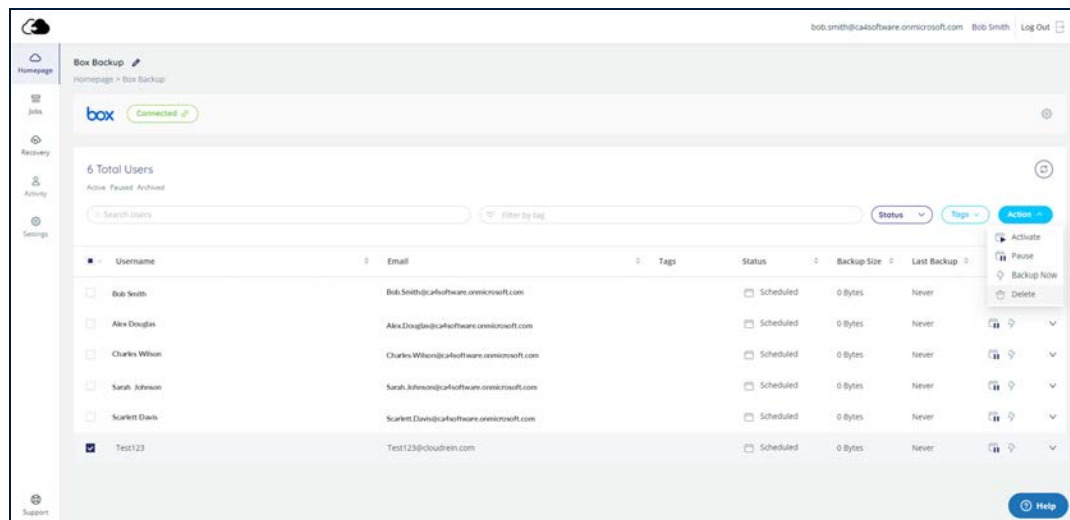 bob.smith@ca4software.onmicrosoft.com Bob Smith Log Out
Homepage
Jobs
Recovery
Activity
Settings
Support
Box Backup
Homepage > Box Backup
box Connected
6 Total Users
Active Paused Archived
Search Users Filter by tag Status Tags Action
Activate
Pause
Backup Now
Delete
Username Email Tags Status Backup Size Last Backup
Bob Smith Bob.Smith@ca4software.onmicrosoft.com Scheduled 0 Bytes Never
Alex Douglas Alex.Douglas@ca4software.onmicrosoft.com Scheduled 0 Bytes Never
Charles Wilson Charles.Wilson@ca4software.onmicrosoft.com Scheduled 0 Bytes Never
Sarah Johnson Sarah.Johnson@ca4software.onmicrosoft.com Scheduled 0 Bytes Never
Scarlett Davis Scarlett.Davis@ca4software.onmicrosoft.com Scheduled 0 Bytes Never
Test123 Test123@cloudrein.com Scheduled 0 Bytes Never
Help